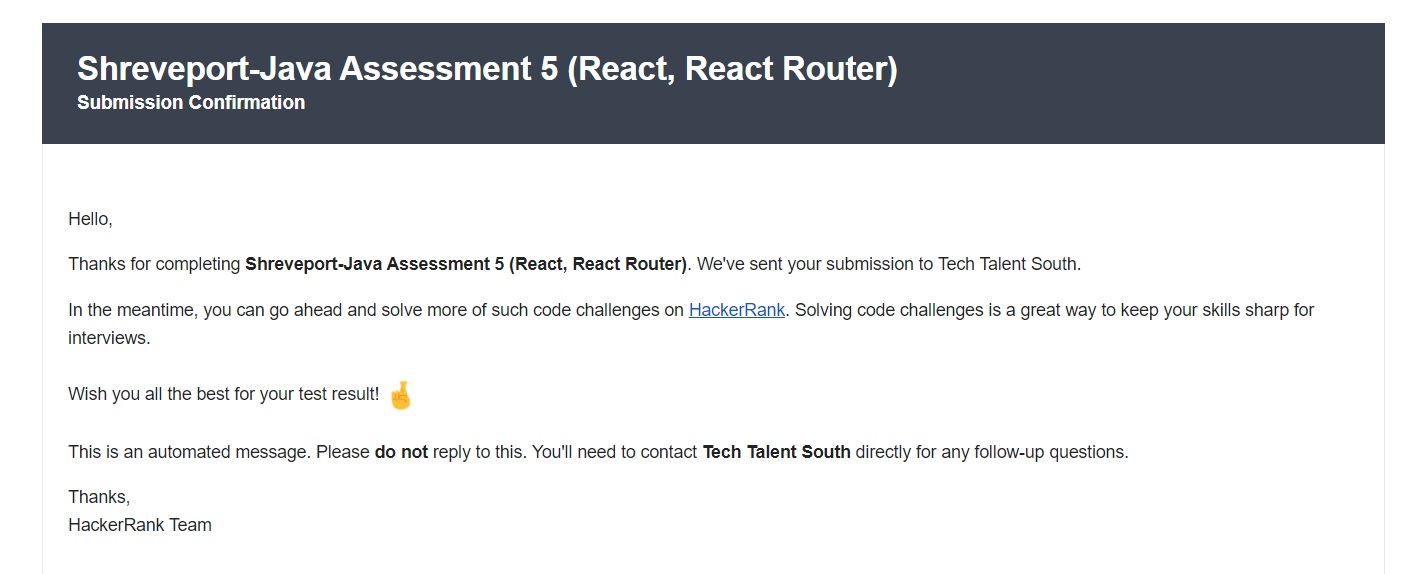 Shreveport-Java Assessment 5 (React, React Router)
Submission Confirmation
Hello,
Thanks for completing Shreveport-Java Assessment 5 (React, React Router). We've sent your submission to Tech Talent South.
In the meantime, you can go ahead and solve more of such code challenges on HackerRank. Solving code challenges is a great way to keep your skills sharp for
interviews.
Wish you all the best for your test result! 🤞
This is an automated message. Please do not reply to this. You'll need to contact Tech Talent South directly for any follow-up questions.
Thanks,
HackerRank Team